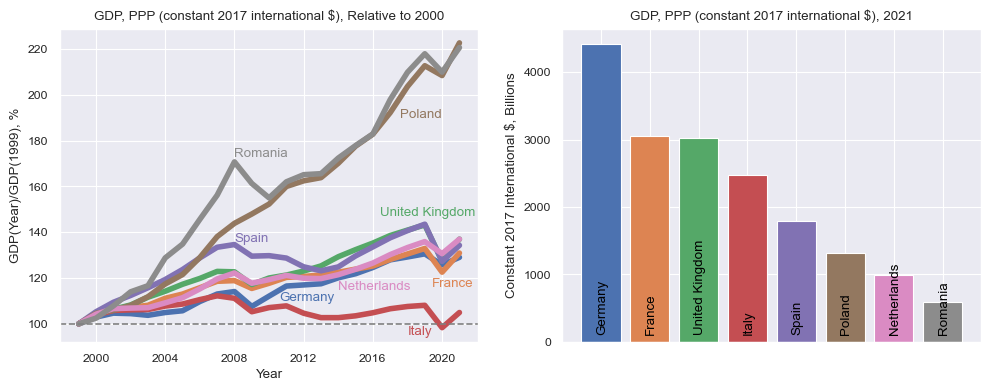 GDP, PPP (constant 2017 international $), Relative to 2000
GDP(Year)/GDP(1999), %
220
200
180
160
140
120
100
Poland
Romania
United Kingdom
Spain
Netherlands
France
Germany
Italy
2000 2004 2008 2012 2016 2020
Year
GDP, PPP (constant 2017 international $), 2021
Constant 2017 International $, Billions
4000
3000
2000
1000
0
Germany
France
United Kingdom
Italy
Spain
Poland
Netherlands
Romania